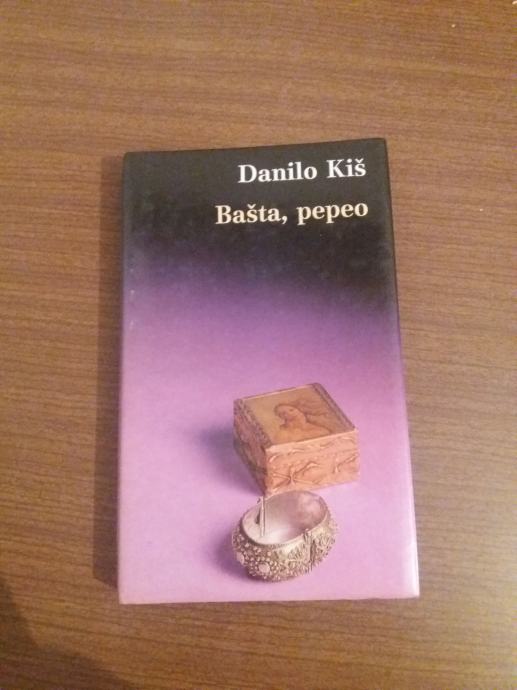 Danilo Kiš
Bašta, pepeo